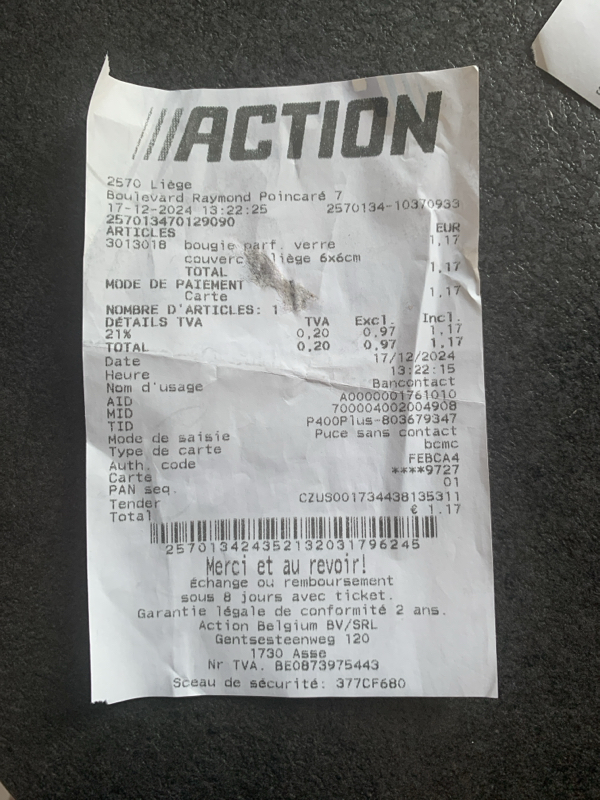 ///ACTION
2570 Liége
Boulevard Raymond Poincaré 7
17-12-2024 13:22:25 2570134-10370933
257013470129090
ARTICLES EUR
3013018 bougie parf. verre 1,17
couverc liège 6x6cm
TOTAL 1,17
MODE DE PAIEMENT
Carte 1,17
NOMBRE D'ARTICLES: 1
DÉTAILS TVA TVA Excl. Incl.
21% 0,20 0,97 1,17
TOTAL 0,20 0,97 1,17
Date 17/12/2024
Heure 13:22:15
Nom d'usage Bancontact
AID A0000001761010
MID 700004002004908
TID P400Plus-803679347
Mode de saisie Puce sans contact
Type de carte bcmc
Auth. code FEBCA4
Carte ****9727
PAN seq. 01
Tender CZUS001734438135311
Total € 1.17
257013424352132031796245
Merci et au revoir!
échange ou remboursement
sous 8 jours avec ticket.
Garantie légale de conformité 2 ans.
Action Belgium BV/SRL
Gentsesteenweg 120
1730 Asse
Nr TVA. BE0873975443
Sceau de sécurité: 377CF680